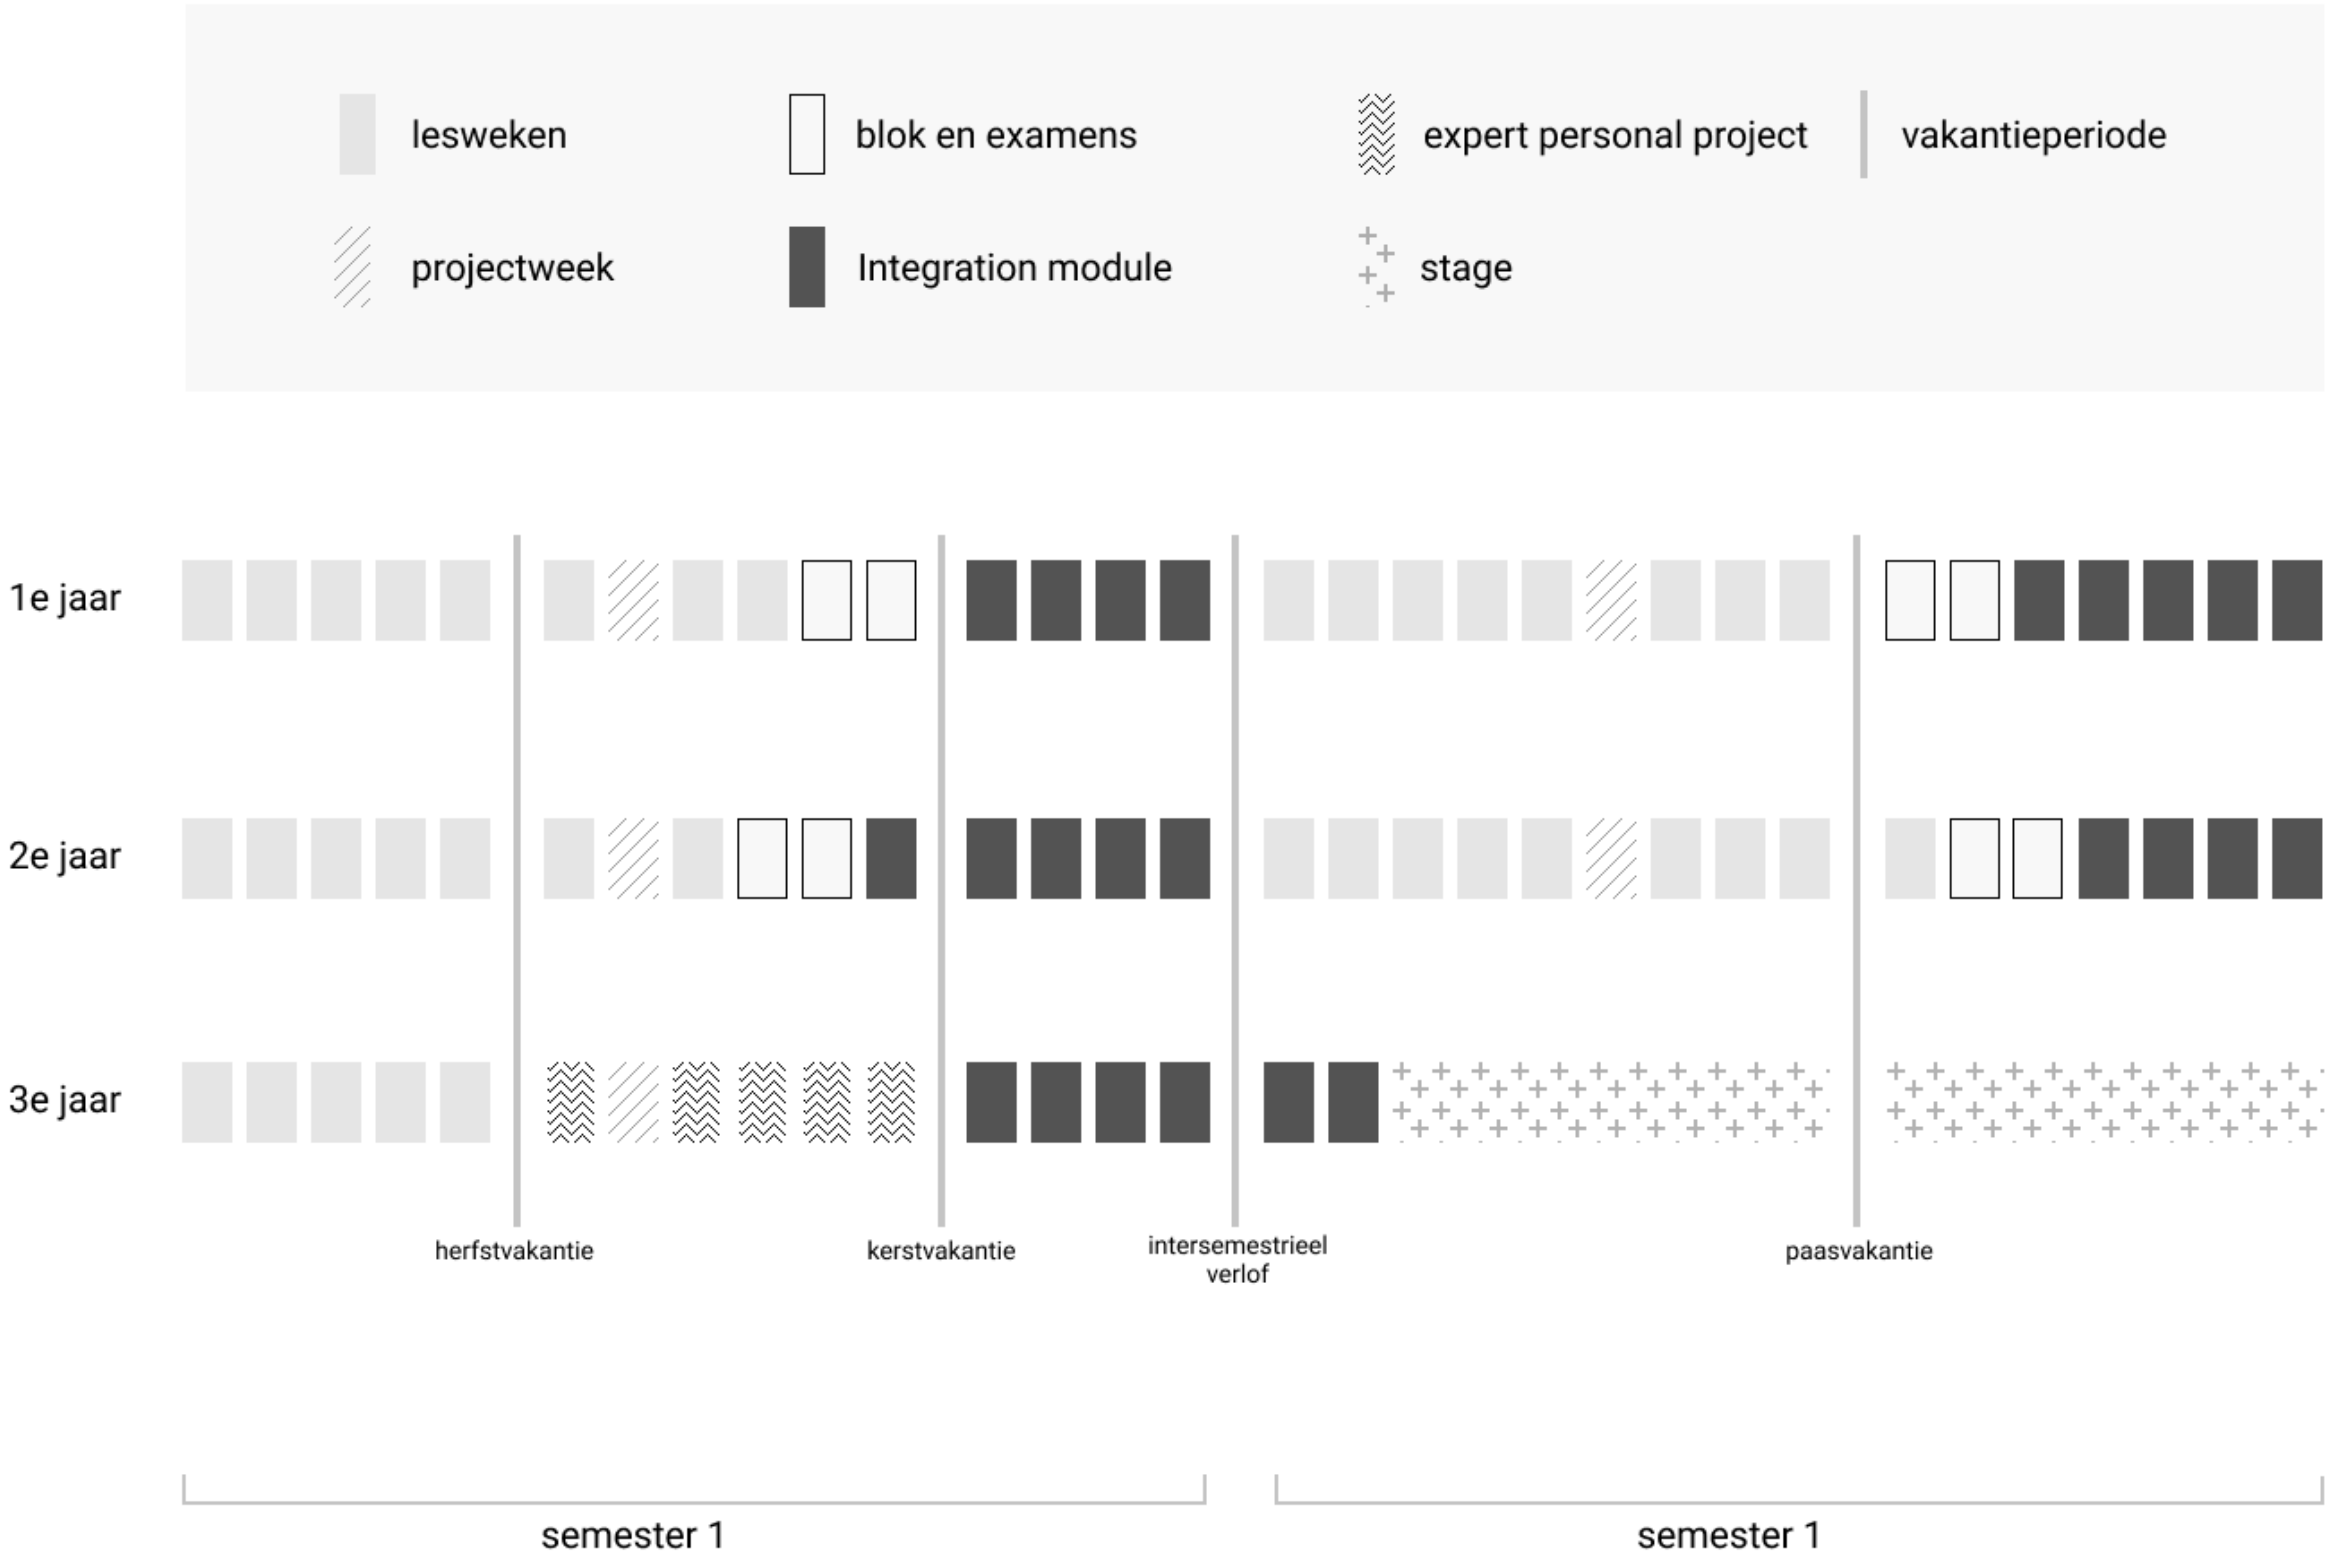 lesweken
blok en examens
expert personal project
vakantieperiode
projectweek
Integration module
stage
1e jaar
2e jaar
3e jaar
herfstvakantie
kerstvakantie
intersemestrieel
verlof
paasvakantie
semester 1
semester 1